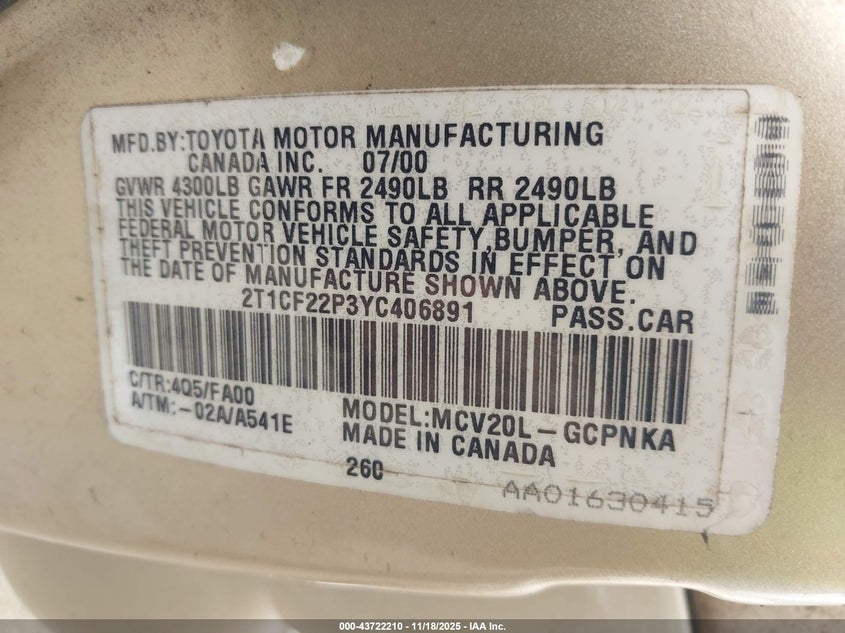 MFD.BY:TOYOTA MOTOR MANUFACTURING
CANADA INC. 07/00
GVWR 4300LB GAWR FR 2490LB RR 2490LB
THIS VEHICLE CONFORMS TO ALL APPLICABLE
FEDERAL MOTOR VEHICLE SAFETY,BUMPER, AND
THEFT PREVENTION STANDARDS IN EFFECT ON
THE DATE OF MANUFACTURE SHOWN ABOVE.
2T1CF22P3YC406891 PASS.CAR
C/TR:4Q5/FA00
A/TM:-02A/A541E
MODEL:MCV20L-GCPNKA
MADE IN CANADA
260
AA01630415
000-43722210 | 11/18/2025 | IAA Inc.